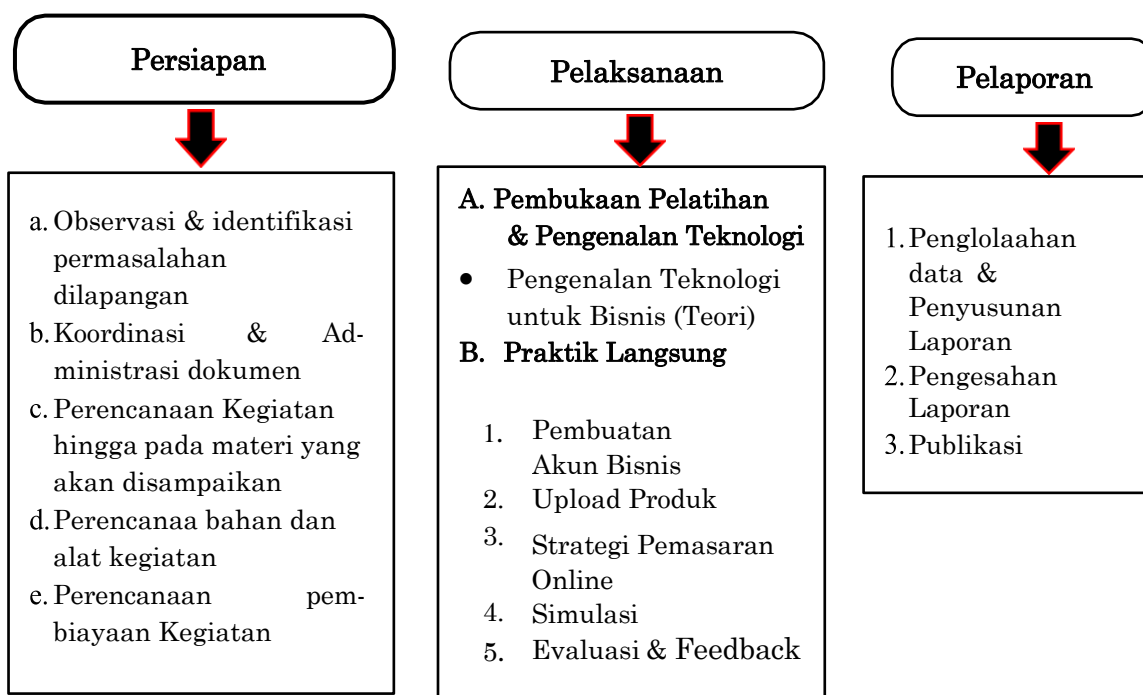 Persiapan
a. Observasi & identifikasi
permasalahan
dilapangan
b. Koordinasi & Ad-
ministrasi dokumen
c. Perencanaan Kegiatan
hingga pada materi yang
akan disampaikan
d. Perencanaa bahan dan
alat kegiatan
e. Perencanaan pem-
biayaan Kegiatan
Pelaksanaan
A. Pembukaan Pelatihan
& Pengenalan Teknologi
• Pengenalan Teknologi
untuk Bisnis (Teori)
B. Praktik Langsung
1. Pembuatan
Akun Bisnis
2. Upload Produk
3. Strategi Pemasaran
Online
4. Simulasi
5. Evaluasi & Feedback
Pelaporan
1. Penglolaahan
data &
Penyusunan
Laporan
2. Pengesahan
Laporan
3. Publikasi